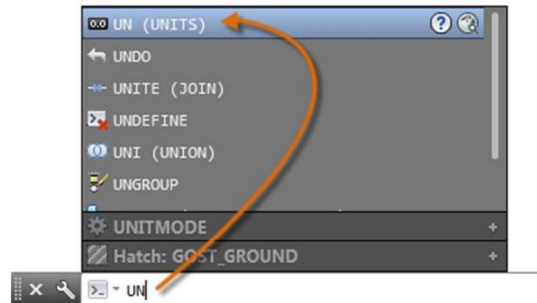 UN (UNITS)
UNDO
UNITE (JOIN)
UNDEFINE
UNI (UNION)
UNGROUP
UNITMODE
Hatch: GOST_GROUND
UN